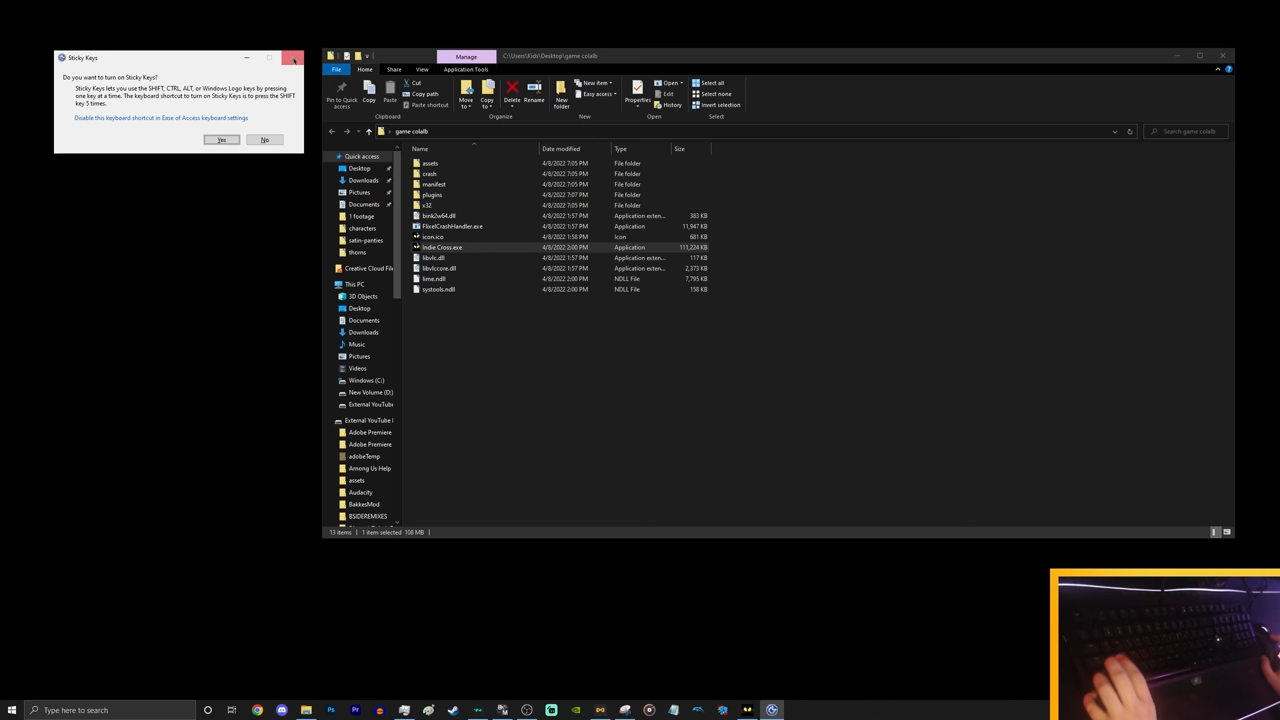 Sticky Keys
Do you want to turn on Sticky Keys?
Sticky Keys lets you use the SHIFT, CTRL, ALT, or Windows Logo keys by pressing
one key at a time. The keyboard shortcut to turn on Sticky Keys is to press the SHIFT
key 5 times.
Disable this keyboard shortcut in Ease of Access keyboard settings
Yes No
Manage C:\Users\Kids\Desktop\game colalb
File Home Share View Application Tools
Pin to Quick access
Copy
Paste
Cut
Copy path
Paste shortcut
Clipboard
Move to
Copy to
Delete
Rename
Organize
New folder
New item
Easy access
New
Properties
Open
Edit
History
Open
Select all
Select none
Invert selection
Select
game colalb
Search game colalb
Name Date modified Type Size
assets 4/8/2022 7:05 PM File folder
crash 4/8/2022 7:05 PM File folder
manifest 4/8/2022 7:05 PM File folder
plugins 4/8/2022 7:07 PM File folder
x32 4/8/2022 7:05 PM File folder
bink2w64.dll 4/8/2022 1:57 PM Application exten... 383 KB
FlixelCrashHandler.exe 4/8/2022 1:57 PM Application 11,947 KB
icon.ico 4/8/2022 1:58 PM Icon 681 KB
Indie Cross.exe 4/8/2022 2:00 PM Application 111,224 KB
libvlc.dll 4/8/2022 1:57 PM Application exten... 117 KB
libvlccore.dll 4/8/2022 1:57 PM Application exten... 2,373 KB
lime.ndll 4/8/2022 2:00 PM NDLL File 7,795 KB
systools.ndll 4/8/2022 2:00 PM NDLL File 158 KB
Quick access
Desktop
Downloads
Pictures
Documents
1 footage
characters
satin-panties
thorns
Creative Cloud File
This PC
3D Objects
Desktop
Documents
Downloads
Music
Pictures
Videos
Windows (C:)
New Volume (D:)
External YouTube
External YouTube
Adobe Premiere
Adobe Premiere
adobeTemp
Among Us Help
assets
Audacity
BakkesMod
BSIDEREMIXES
13 items 1 item selected 108 MB
Type here to search